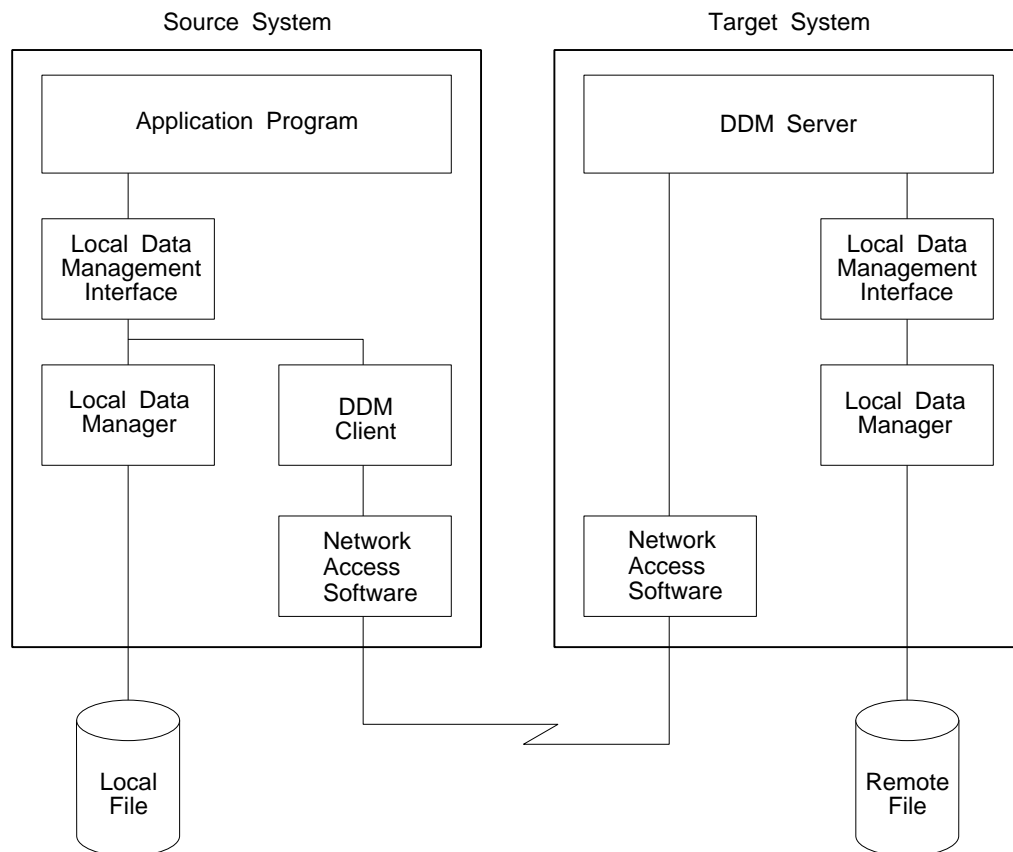 Source System
Target System
Application Program
DDM Server
Local Data
Management
Interface
Local Data
Management
Interface
Local Data
Manager
DDM
Client
Local Data
Manager
Network
Access
Software
Network
Access
Software
Local
File
Remote
File